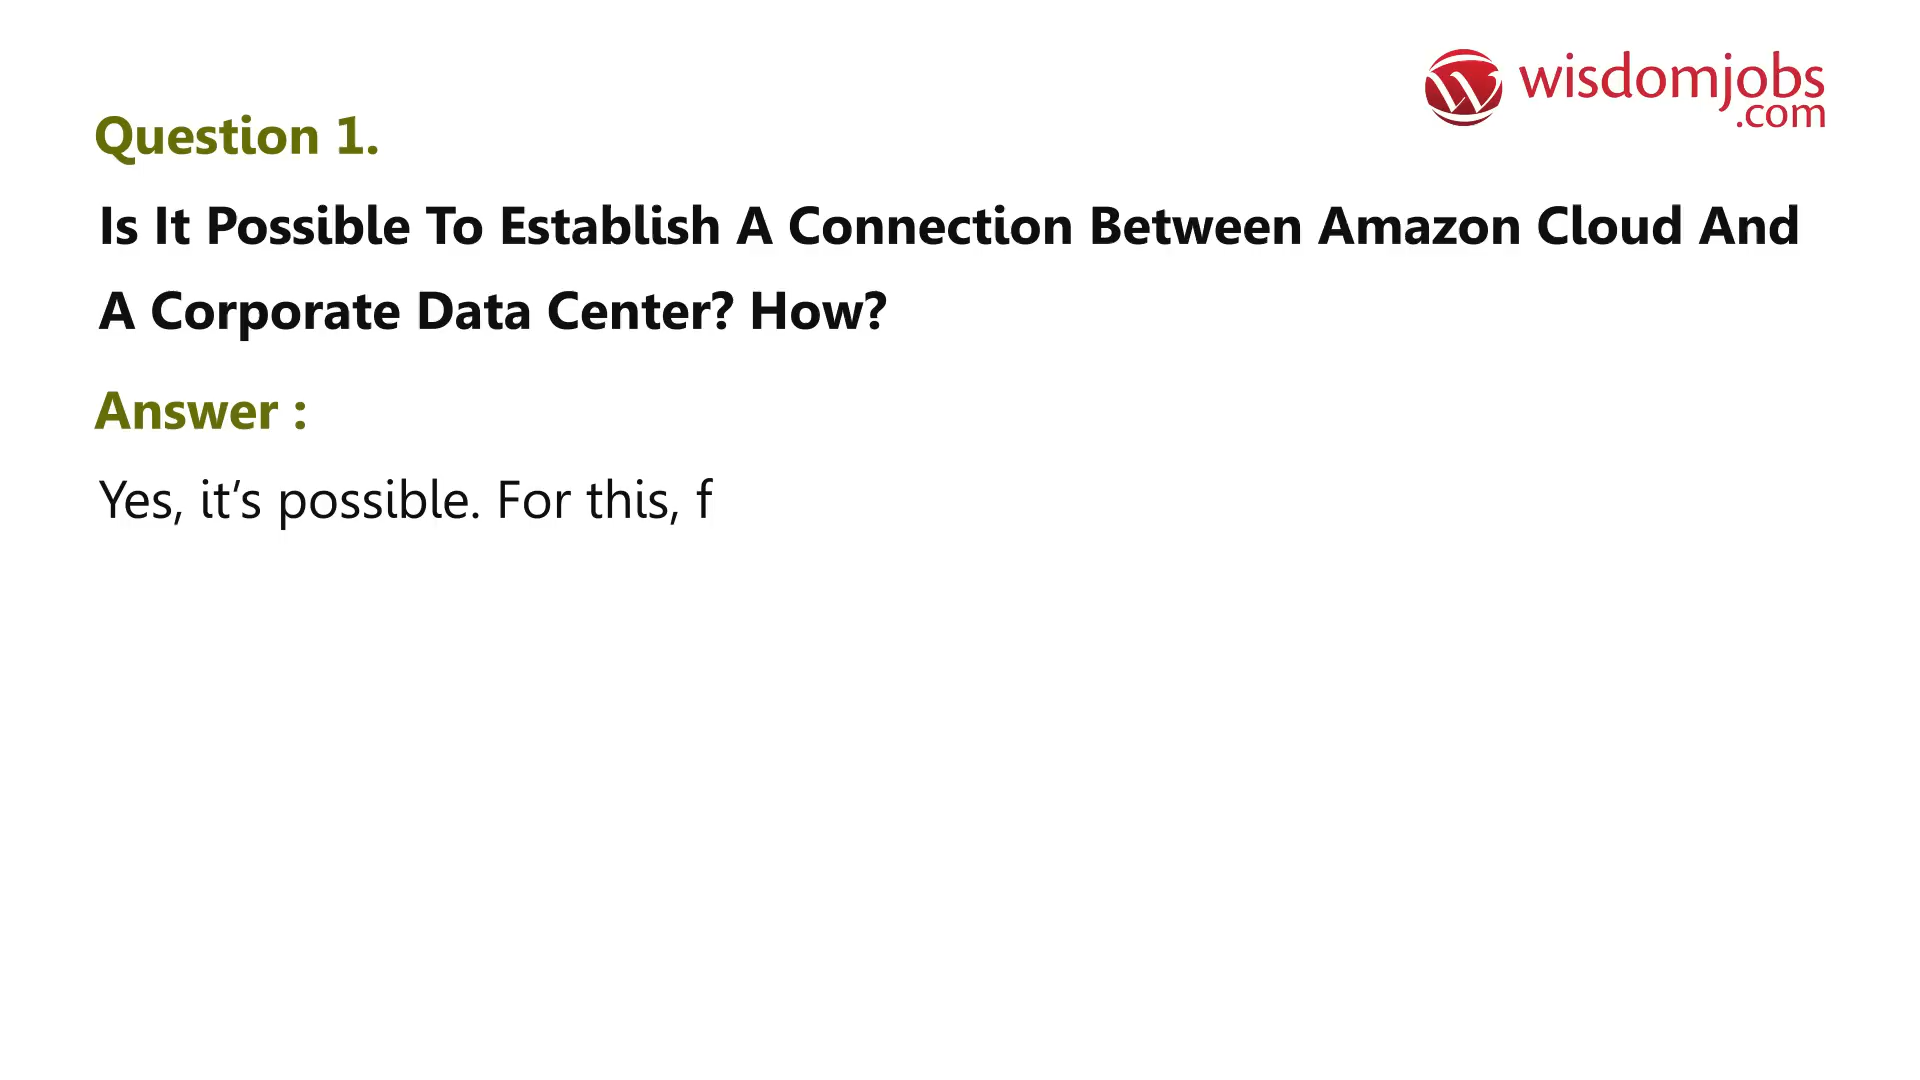 wisdomjobs
.com
Question 1.
Is It Possible To Establish A Connection Between Amazon Cloud And
A Corporate Data Center? How?
Answer :
Yes, it’s possible. For this, f